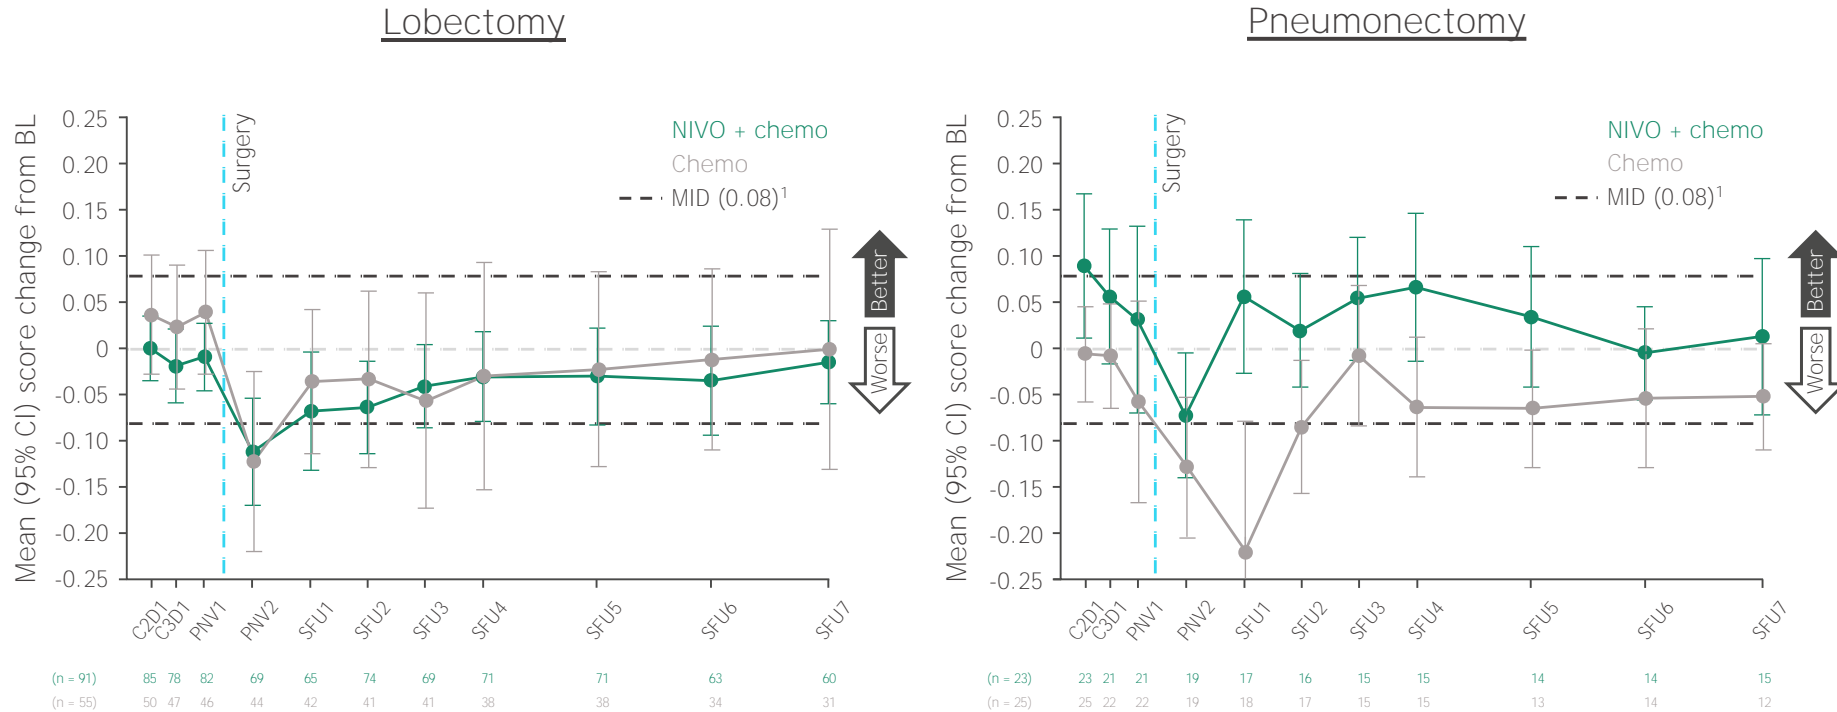 Lobectomy
Mean (95% CI) score change from BL
0.25
0.20
0.15
0.10
0.05
0
-0.05
-0.10
-0.15
-0.20
-0.25
Surgery
NIVO + chemo
Chemo
MID (0.08)1
Better
Worse
C2D1 C3D1 PNV1 PNV2 SFU1 SFU2 SFU3 SFU4 SFU5 SFU6 SFU7
(n = 91) 85 78 82 69 65 74 69 71 71 63 60
(n = 55) 50 47 46 44 42 41 41 38 38 34 31
Pneumonectomy
Mean (95% CI) score change from BL
0.25
0.20
0.15
0.10
0.05
0
-0.05
-0.10
-0.15
-0.20
-0.25
Surgery
NIVO + chemo
Chemo
MID (0.08)1
Better
Worse
C2D1 C3D1 PNV1 PNV2 SFU1 SFU2 SFU3 SFU4 SFU5 SFU6 SFU7
(n = 23) 23 21 21 19 17 16 15 15 14 14 15
(n = 25) 25 22 22 19 18 17 15 15 13 14 12